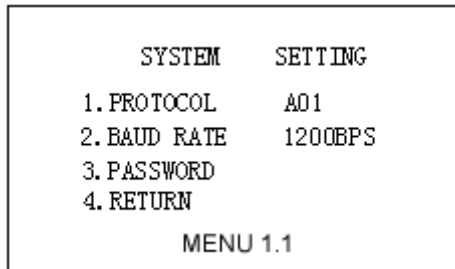 SYSTEM SETTING
1. PROTOCOL A01
2. BAUD RATE 1200BPS
3. PASSWORD
4. RETURN
MENU 1.1